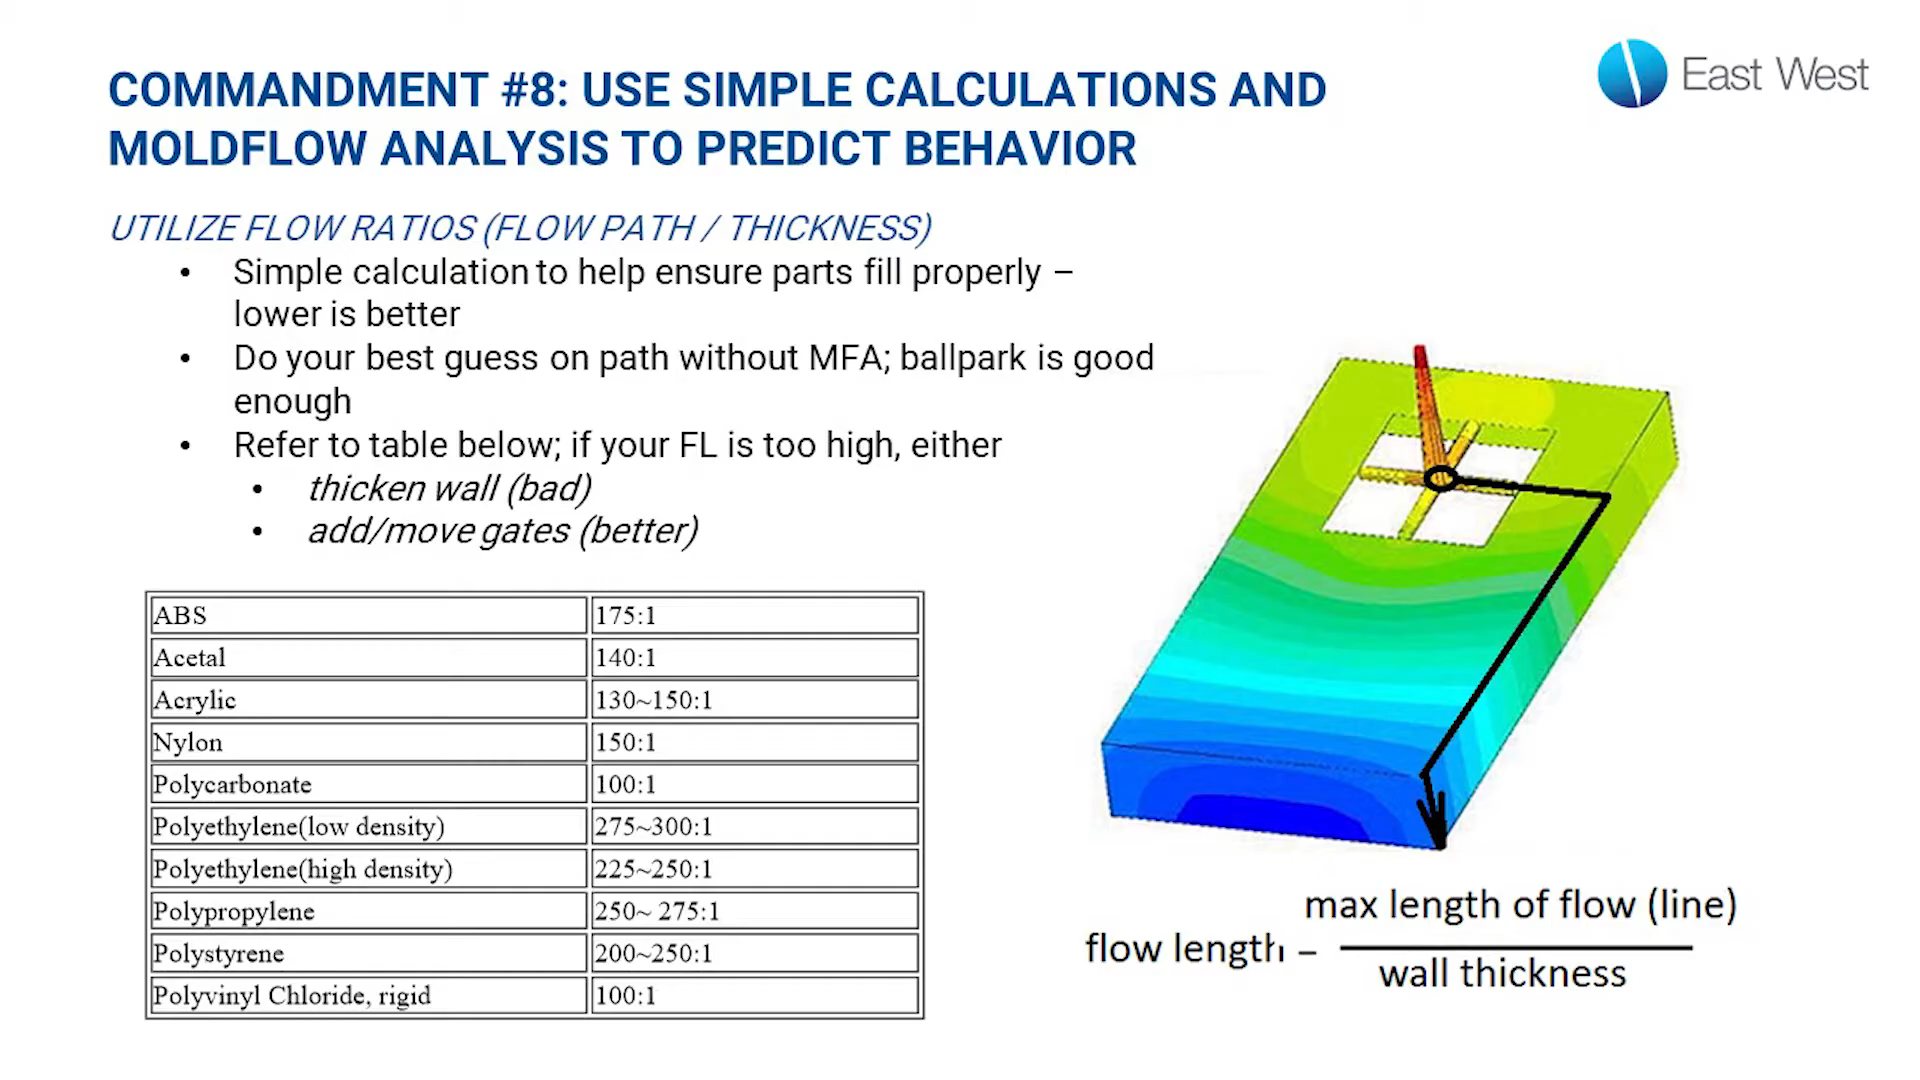 East West
COMMANDMENT #8: USE SIMPLE CALCULATIONS AND
MOLDFLOW ANALYSIS TO PREDICT BEHAVIOR
UTILIZE FLOW RATIOS (FLOW PATH / THICKNESS)
• Simple calculation to help ensure parts fill properly –
lower is better
• Do your best guess on path without MFA; ballpark is good
enough
• Refer to table below; if your FL is too high, either
• thicken wall (bad)
• add/move gates (better)
ABS 175:1
Acetal 140:1
Acrylic 130~150:1
Nylon 150:1
Polycarbonate 100:1
Polyethylene(low density) 275~300:1
Polyethylene(high density) 225~250:1
Polypropylene 250~ 275:1
Polystyrene 200~250:1
Polyvinyl Chloride, rigid 100:1
max length of flow (line)
flow length –
wall thickness